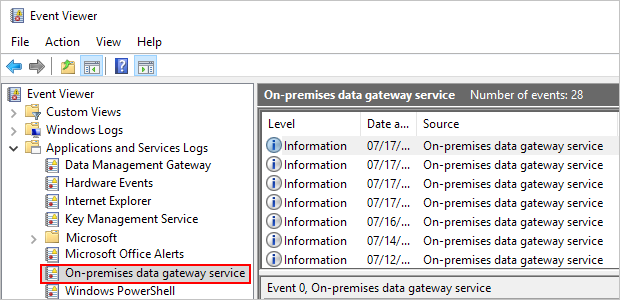 Event Viewer
File Action View Help
Event Viewer
Custom Views
Windows Logs
Applications and Services Logs
Data Management Gateway
Hardware Events
Internet Explorer
Key Management Service
Microsoft
Microsoft Office Alerts
On-premises data gateway service
Windows PowerShell
On-premises data gateway service Number of events: 28
Level Date a... Source
Information 07/17/... On-premises data gateway service
Information 07/17/... On-premises data gateway service
Information 07/17/... On-premises data gateway service
Information 07/17/... On-premises data gateway service
Information 07/16/... On-premises data gateway service
Information 07/14/... On-premises data gateway service
Information 07/12/... On-premises data gateway service
Event 0, On-premises data gateway service